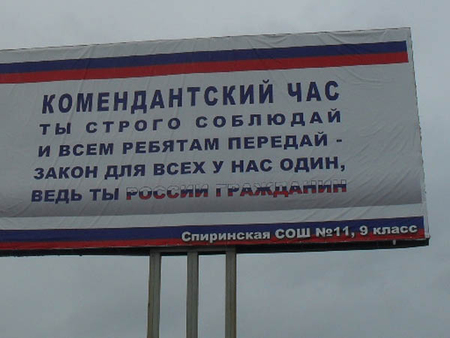 КОМЕНДАНТСКИЙ ЧАС
ТЫ СТРОГО СОБЛЮДАЙ
И ВСЕМ РЕБЯТАМ ПЕРЕДАЙ -
ЗАКОН ДЛЯ ВСЕХ У НАС ОДИН,
ВЕДЬ ТЫ РОССИИ ГРАЖДАНИН
Спиринская СОШ №11, 9 класс